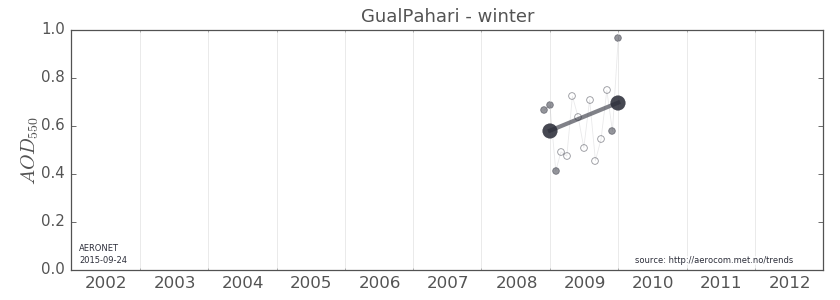 GualPahari - winter
1.0
0.8
0.6
0.4
0.2
0.0
AOD550
AERONET
2015-09-24
source: http://aerocom.met.no/trends
2002 2003 2004 2005 2006 2007 2008 2009 2010 2011 2012